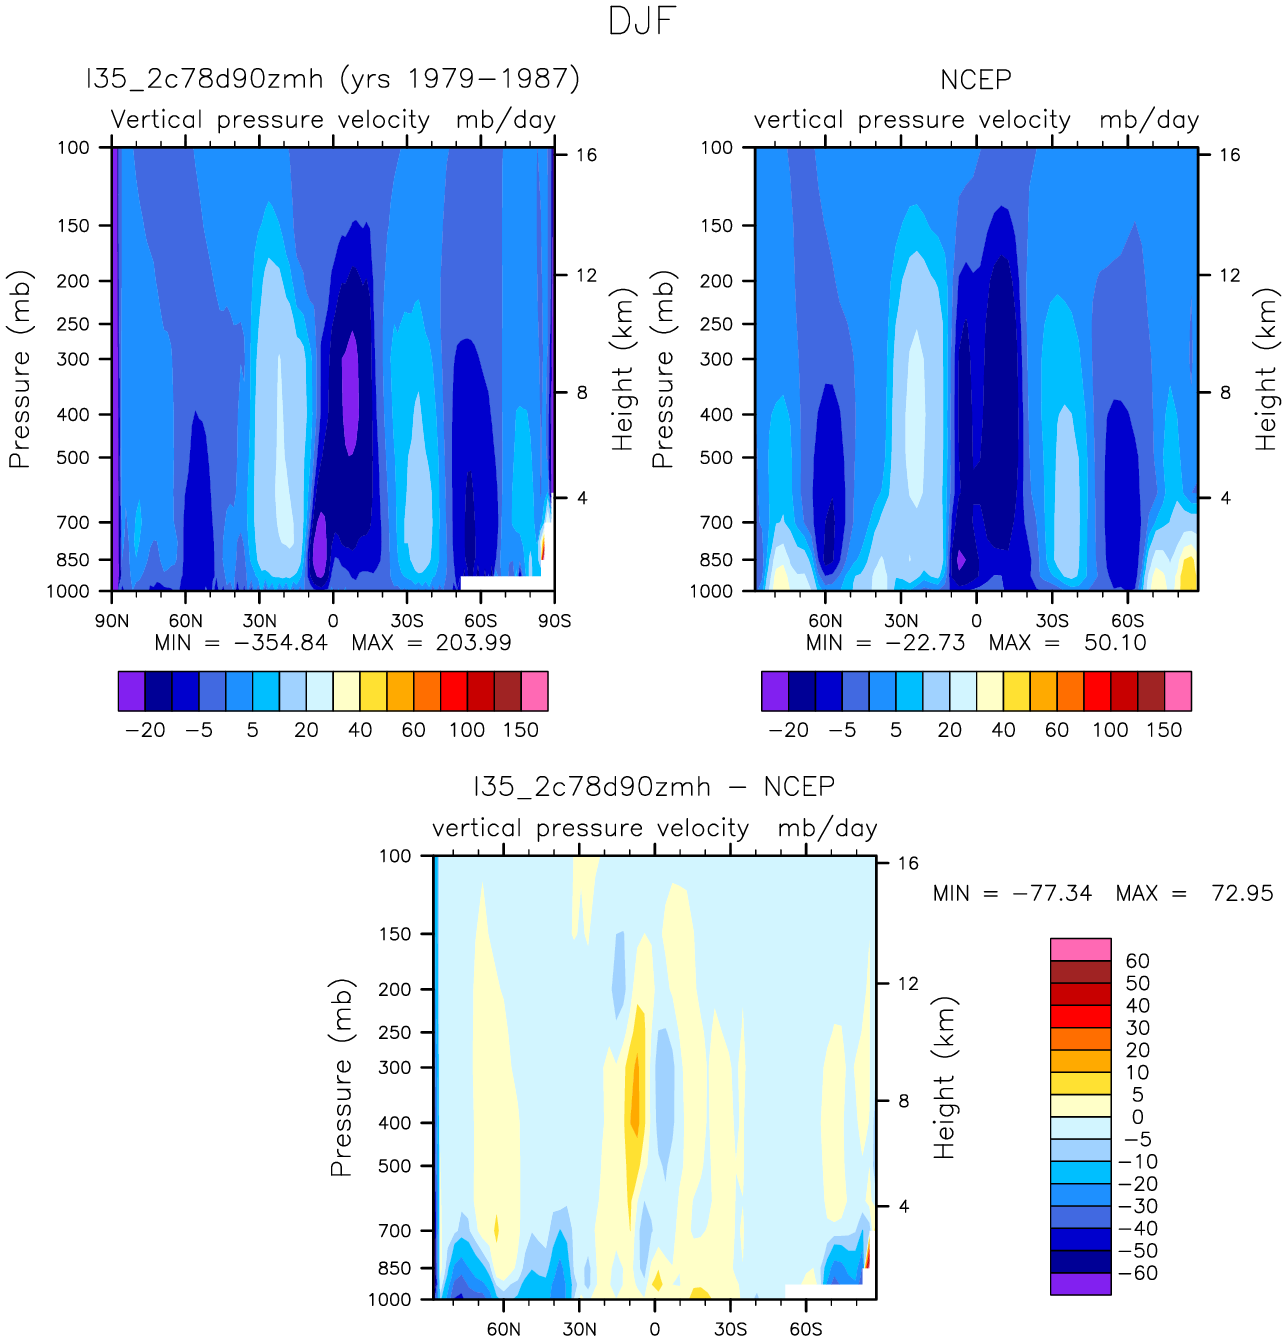 DJF
l35_2c78d90zmh (yrs 1979−1987)
Vertical pressure velocity mb/day
Pressure (mb)
100
150
200
250
300
400
500
700
850
1000
16
12
8
4
Height (km)
90N 60N 30N 0 30S 60S 90S
MIN = −354.84 MAX = 203.99
−20 −5 5 20 40 60 100 150
NCEP
vertical pressure velocity mb/day
Pressure (mb)
100
150
200
250
300
400
500
700
850
1000
16
12
8
4
Height (km)
60N 30N 0 30S 60S
MIN = −22.73 MAX = 50.10
−20 −5 5 20 40 60 100 150
l35_2c78d90zmh − NCEP
vertical pressure velocity mb/day
Pressure (mb)
100
150
200
250
300
400
500
700
850
1000
16
12
8
4
Height (km)
60N 30N 0 30S 60S
MIN = −77.34 MAX = 72.95
60
50
40
30
20
10
5
0
−5
−10
−20
−30
−40
−50
−60